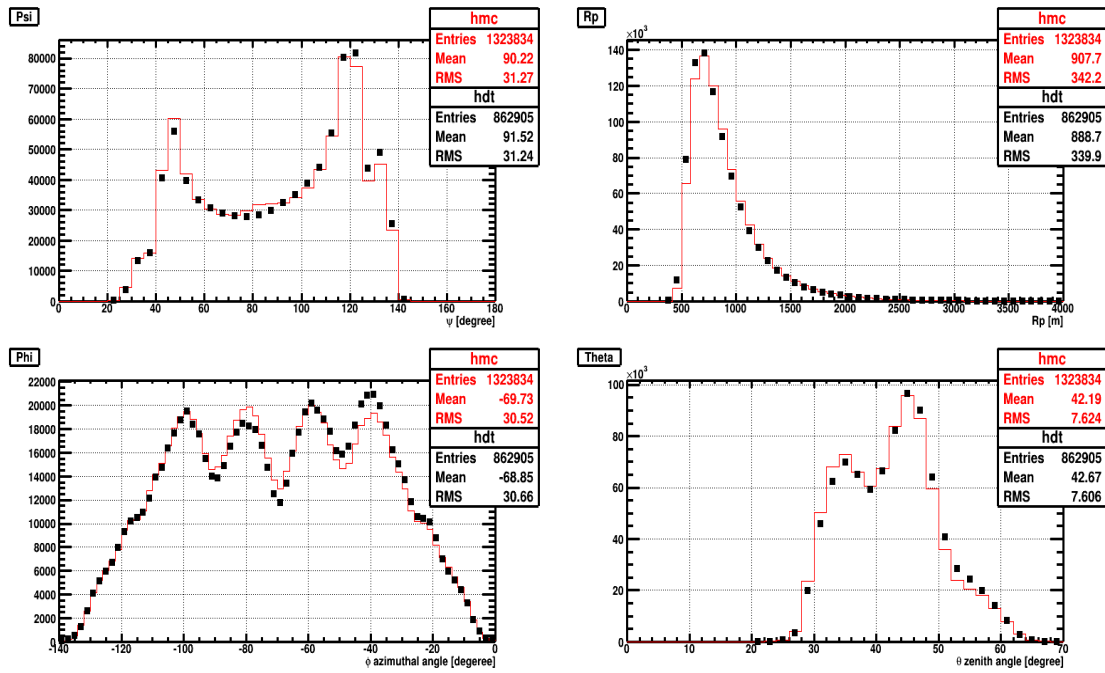 Psi
hmc
Entries 1323834
Mean 90.22
RMS 31.27
hdt
Entries 862905
Mean 91.52
RMS 31.24
80000
70000
60000
50000
40000
30000
20000
10000
0
0 20 40 60 80 100 120 140 160 180
ψ [degree]
Rp
×10³
hmc
Entries 1323834
Mean 907.7
RMS 342.2
hdt
Entries 862905
Mean 888.7
RMS 339.9
140
120
100
80
60
40
20
0
0 500 1000 1500 2000 2500 3000 3500 4000
Rp [m]
Phi
hmc
Entries 1323834
Mean -69.73
RMS 30.52
hdt
Entries 862905
Mean -68.85
RMS 30.66
22000
20000
18000
16000
14000
12000
10000
8000
6000
4000
2000
0
-140 -120 -100 -80 -60 -40 -20 0
ϕ azimuthal angle [degeree]
Theta
×10³
hmc
Entries 1323834
Mean 42.19
RMS 7.624
hdt
Entries 862905
Mean 42.67
RMS 7.606
100
80
60
40
20
0
0 10 20 30 40 50 60 70
θ zenith angle [degree]